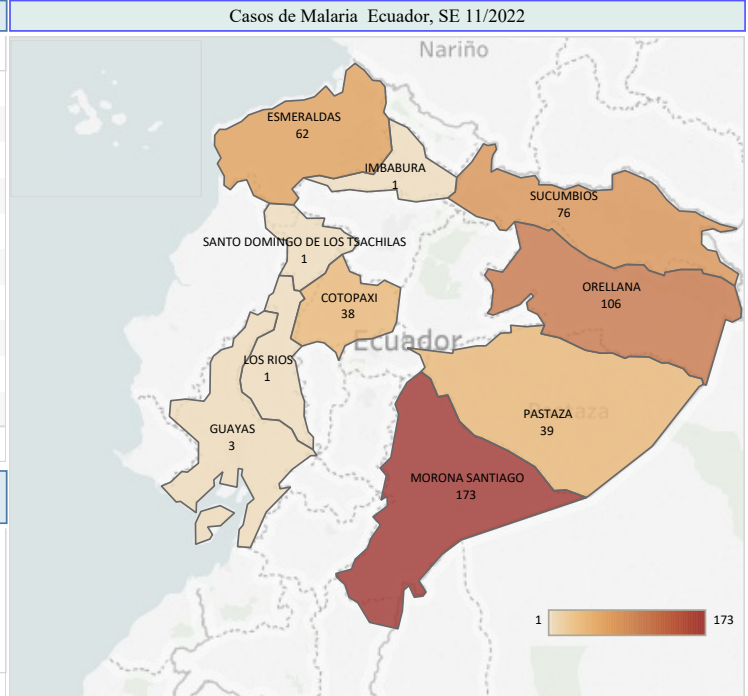 Casos de Malaria Ecuador, SE 11/2022
Nariño
ESMERALDAS
62
IMBABURA
1
SUCUMBIOS
76
SANTO DOMINGO DE LOS TSACHILAS
1
ORELLANA
106
COTOPAXI
38
Ecuador
LOS RIOS
1
Pastaza
PASTAZA
39
GUAYAS
3
MORONA SANTIAGO
173
1
173